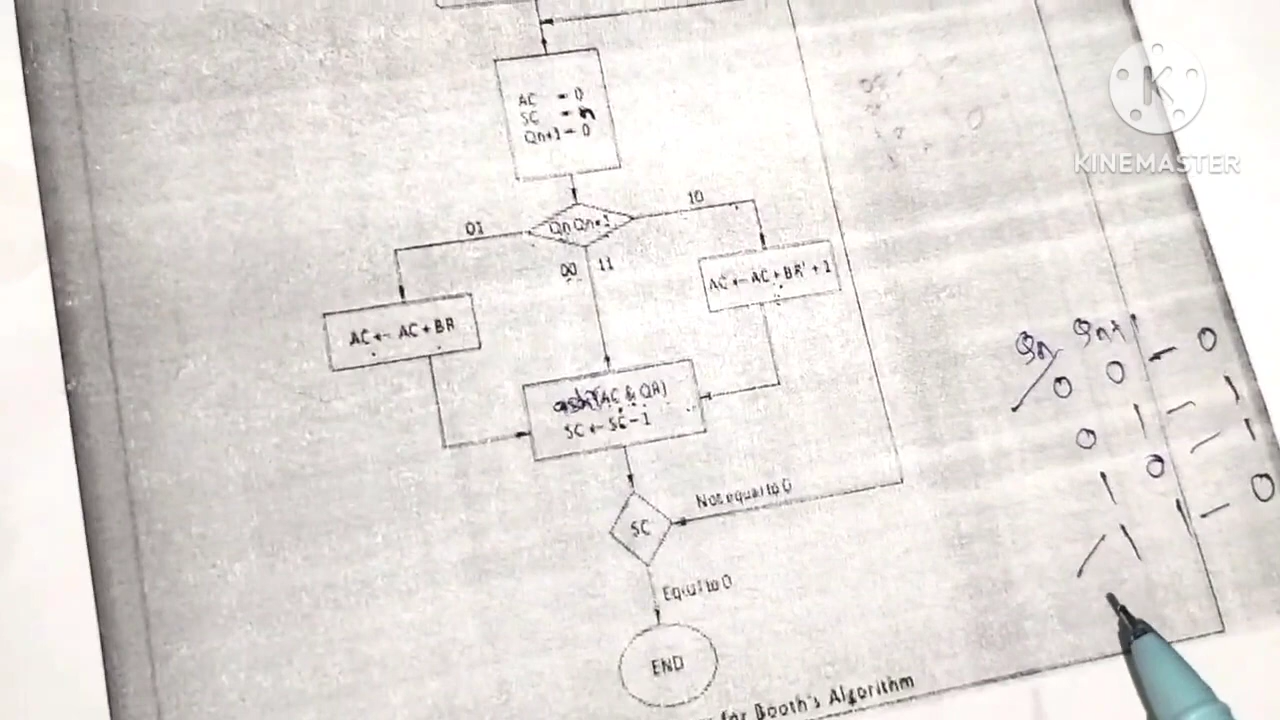 AC = 0
SC = n
Qn+1 = 0
QnQn+1
01
10
00
11
AC ← AC + BR
AC ← AC + BR' + 1
ashr(AC & QR)
SC ← SC - 1
SC
Not equal to 0
Equal to 0
END
for Booth's Algorithm
Qn Qn+1
0 0 - 0
0 1 - 1
1 0 - 1
1 1 - 0
KINEMASTER